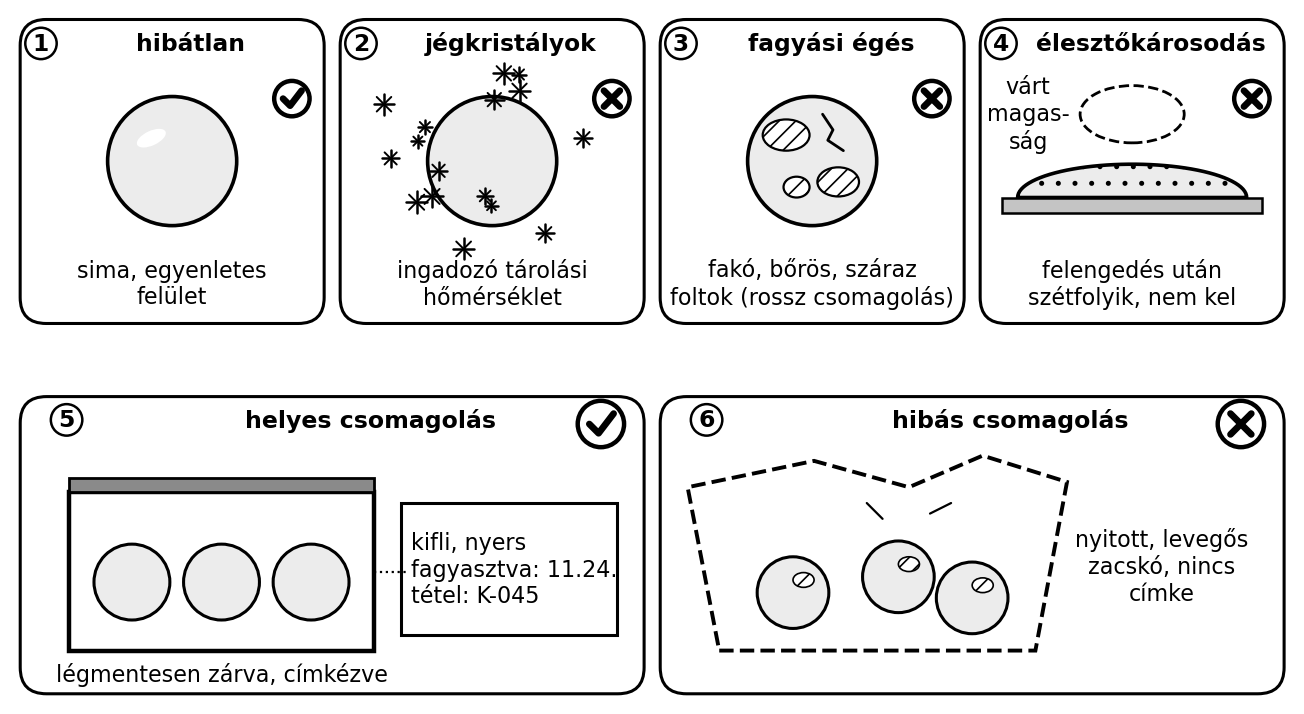 1 hibátlan
sima, egyenletes
felület
2 jégkristályok
ingadozó tárolási
hőmérséklet
3 fagyási égés
fakó, bőrös, száraz
foltok (rossz csomagolás)
4 élesztőkárosodás
várt
magas-
ság
felengedés után
szétfolyik, nem kel
5 helyes csomagolás
kifli, nyers
fagyasztva: 11.24.
tétel: K-045
légmentesen zárva, címkézve
6 hibás csomagolás
nyitott, levegős
zacskó, nincs
címke